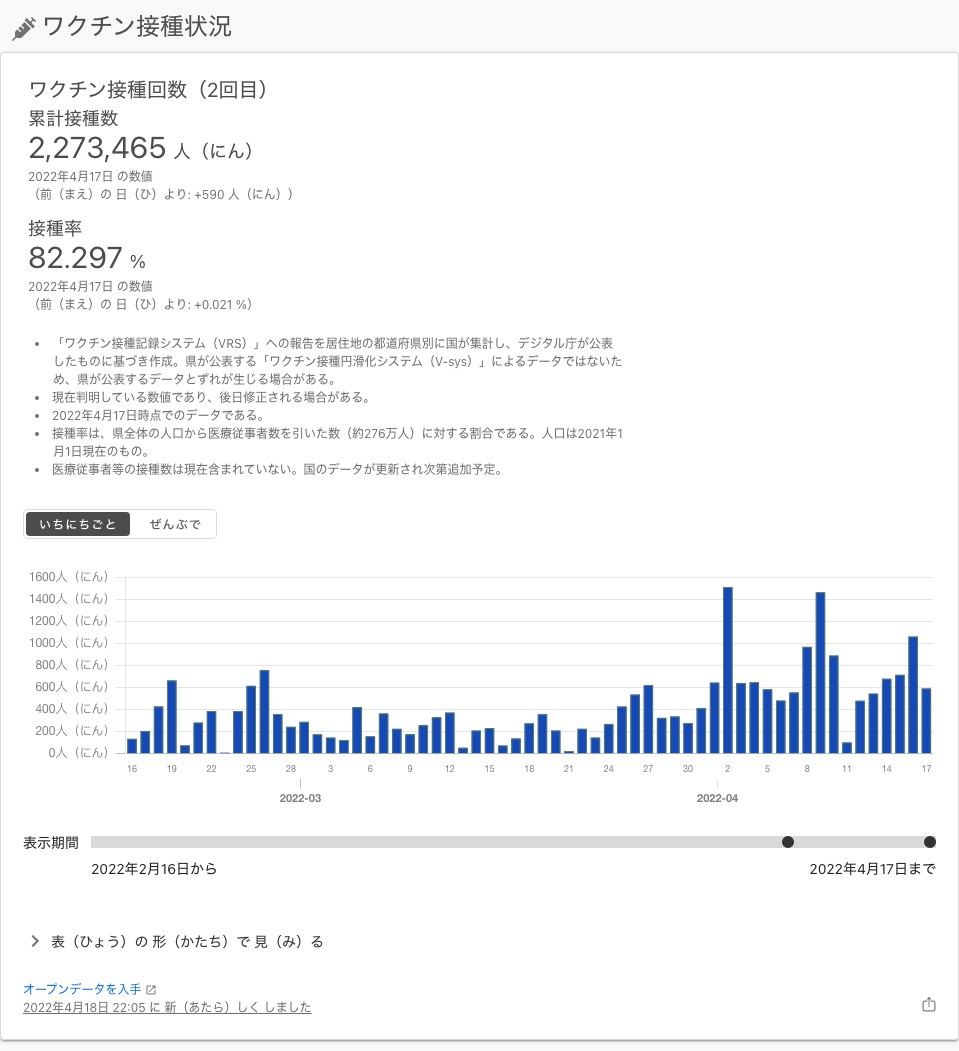 ワクチン接種状況
ワクチン接種回数（2回目）
累計接種数
2,273,465 人（にん）
2022年4月17日 の数値
（前（まえ）の 日（ひ）より: +590 人（にん））
接種率
82.297 %
2022年4月17日 の数値
（前（まえ）の 日（ひ）より: +0.021 %）
• 「ワクチン接種記録システム（VRS）」への報告を居住地の都道府県別に国が集計し、デジタル庁が公表
したものに基づき作成。県が公表する「ワクチン接種円滑化システム（V-sys）」によるデータではないた
め、県が公表するデータとずれが生じる場合がある。
• 現在判明している数値であり、後日修正される場合がある。
• 2022年4月17日時点でのデータである。
• 接種率は、県全体の人口から医療従事者数を引いた数（約276万人）に対する割合である。人口は2021年1
月1日現在のもの。
• 医療従事者等の接種数は現在含まれていない。国のデータが更新され次第追加予定。
いちにちごと ぜんぶで
1600人（にん）
1400人（にん）
1200人（にん）
1000人（にん）
800人（にん）
600人（にん）
400人（にん）
200人（にん）
0人（にん）
16 19 22 25 28 3 6 9 12 15 18 21 24 27 30 2 5 8 11 14 17
2022-03 2022-04
表示期間
2022年2月16日から 2022年4月17日まで
表（ひょう）の 形（かたち）で 見（み）る
オープンデータを入手
2022年4月18日 22:05 に 新（あたら）しく しました